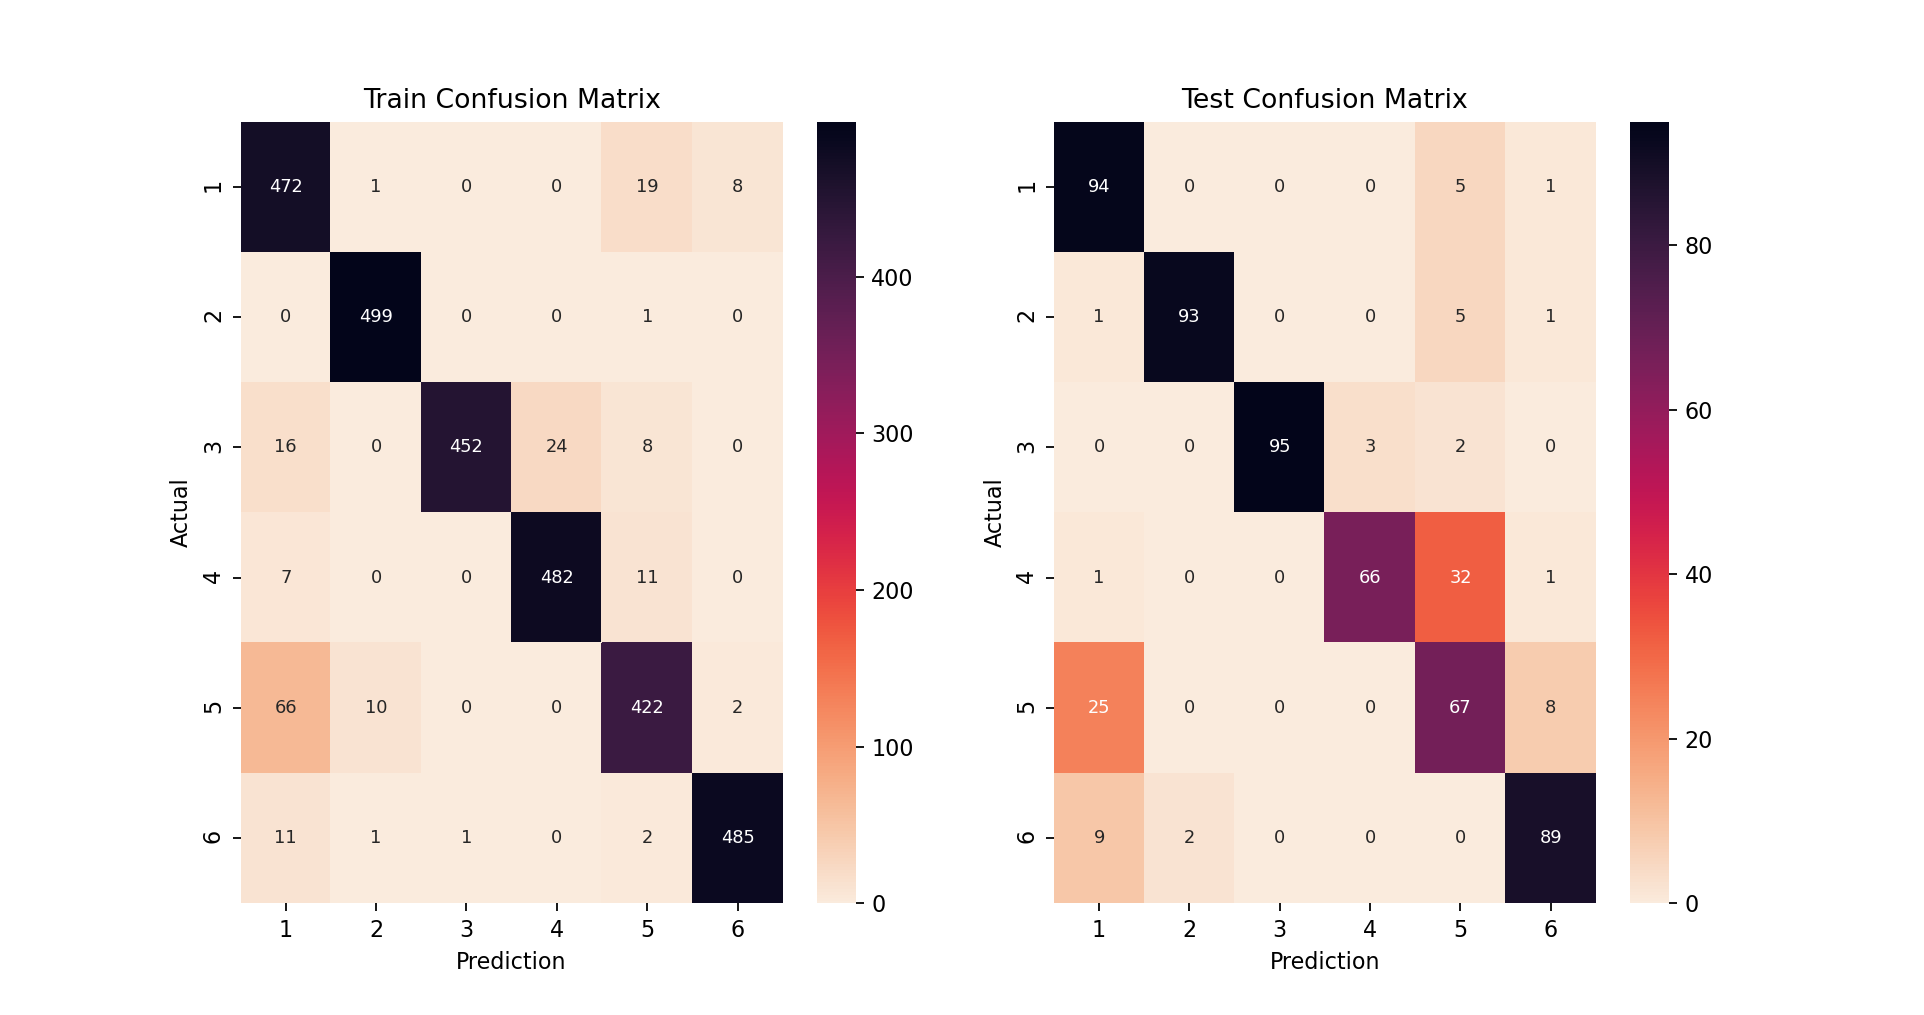 Train Confusion Matrix
Actual
1 472 1 0 0 19 8
2 0 499 0 0 1 0
3 16 0 452 24 8 0
4 7 0 0 482 11 0
5 66 10 0 0 422 2
6 11 1 1 0 2 485
1 2 3 4 5 6
Prediction
400
300
200
100
0
Test Confusion Matrix
Actual
1 94 0 0 0 5 1
2 1 93 0 0 5 1
3 0 0 95 3 2 0
4 1 0 0 66 32 1
5 25 0 0 0 67 8
6 9 2 0 0 0 89
1 2 3 4 5 6
Prediction
80
60
40
20
0